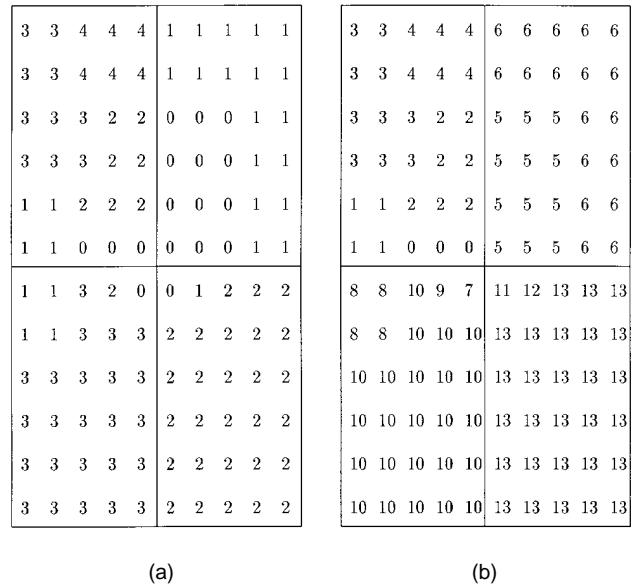 3 3 4 4 4 1 1 1 1 1
3 3 4 4 4 1 1 1 1 1
3 3 3 2 2 0 0 0 1 1
3 3 3 2 2 0 0 0 1 1
1 1 2 2 2 0 0 0 1 1
1 1 0 0 0 0 0 0 1 1
1 1 3 2 0 0 1 2 2 2
1 1 3 3 3 2 2 2 2 2
3 3 3 3 3 2 2 2 2 2
3 3 3 3 3 2 2 2 2 2
3 3 3 3 3 2 2 2 2 2
3 3 3 3 3 2 2 2 2 2
(a)
3 3 4 4 4 6 6 6 6 6
3 3 4 4 4 6 6 6 6 6
3 3 3 2 2 5 5 5 6 6
3 3 3 2 2 5 5 5 6 6
1 1 2 2 2 5 5 5 6 6
1 1 0 0 0 5 5 5 6 6
8 8 10 9 7 11 12 13 13 13
8 8 10 10 10 13 13 13 13 13
10 10 10 10 10 13 13 13 13 13
10 10 10 10 10 13 13 13 13 13
10 10 10 10 10 13 13 13 13 13
10 10 10 10 10 13 13 13 13 13
(b)